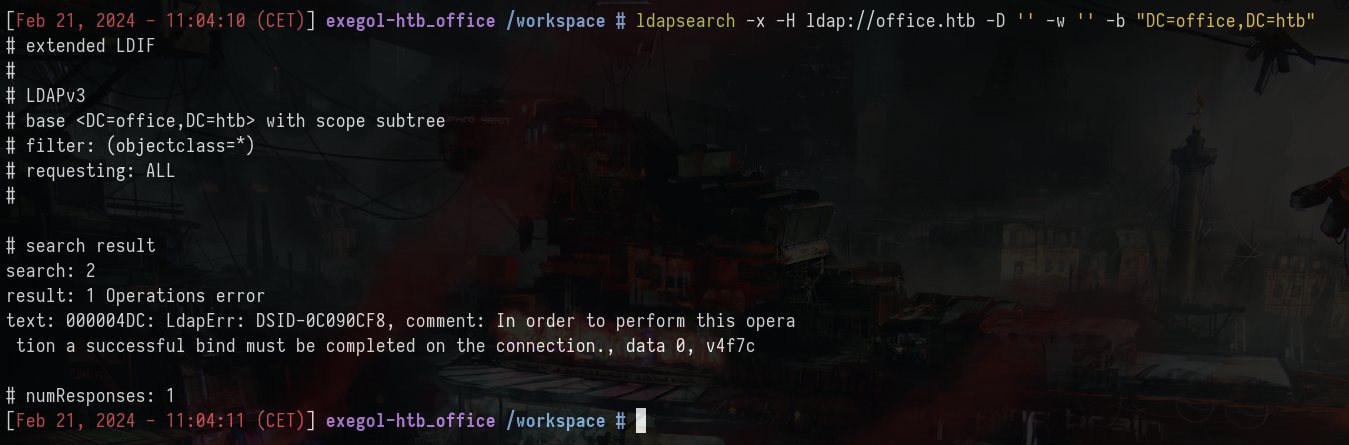 [Feb 21, 2024 - 11:04:10 (CET)] exegol-htb_office /workspace # ldapsearch -x -H ldap://office.htb -D '' -w '' -b "DC=office,DC=htb"
# extended LDIF
#
# LDAPv3
# base <DC=office,DC=htb> with scope subtree
# filter: (objectclass=*)
# requesting: ALL
#
# search result
search: 2
result: 1 Operations error
text: 000004DC: LdapErr: DSID-0C090CF8, comment: In order to perform this opera
 tion a successful bind must be completed on the connection., data 0, v4f7c
# numResponses: 1
[Feb 21, 2024 - 11:04:11 (CET)] exegol-htb_office /workspace #